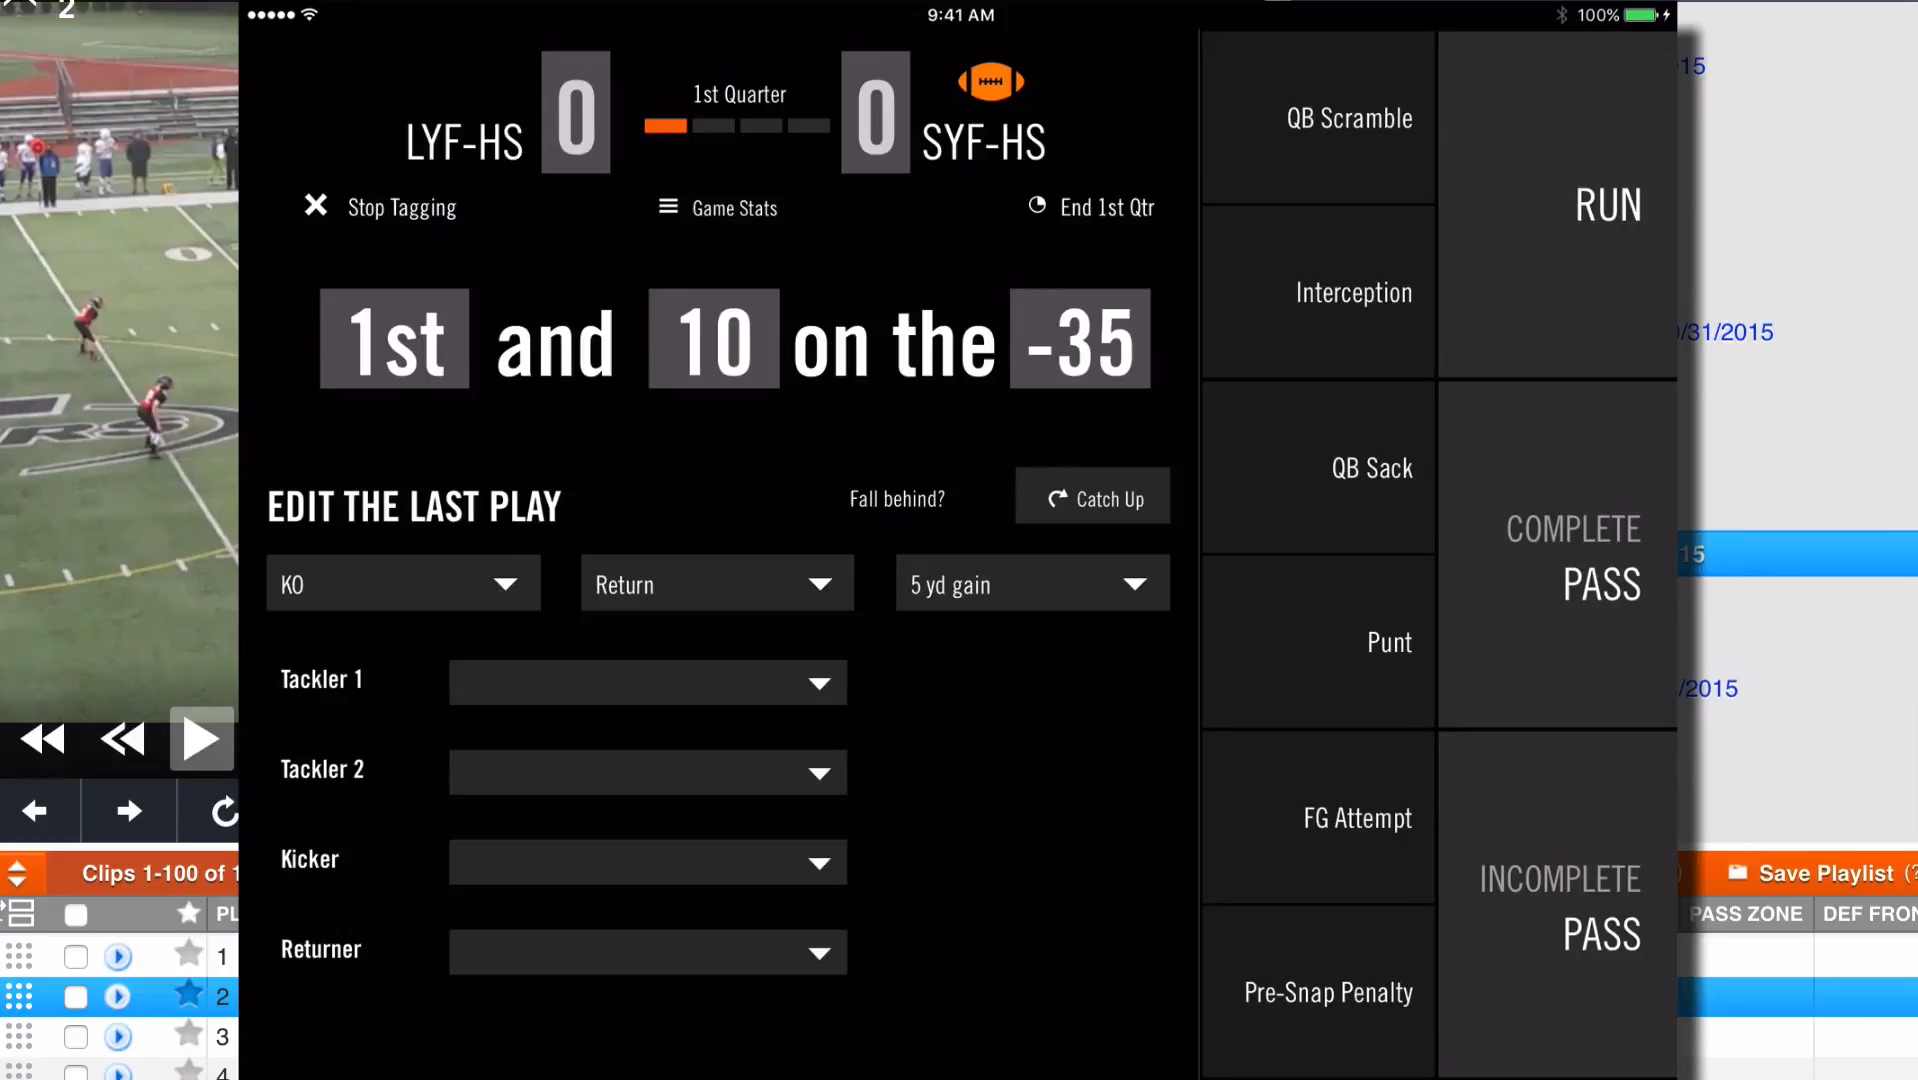 2
9:41 AM
100%
LYF-HS
0
1st Quarter
0
SYF-HS
Stop Tagging
Game Stats
End 1st Qtr
1st and 10 on the -35
EDIT THE LAST PLAY
Fall behind?
Catch Up
KO
Return
5 yd gain
Tackler 1
Tackler 2
Kicker
Returner
QB Scramble
Interception
QB Sack
Punt
FG Attempt
Pre-Snap Penalty
RUN
COMPLETE
PASS
INCOMPLETE
PASS
15
/31/2015
15
/2015
Clips 1-100 of 1
Save Playlist (?
PL
PASS ZONE
DEF FRON
1
2
3
4